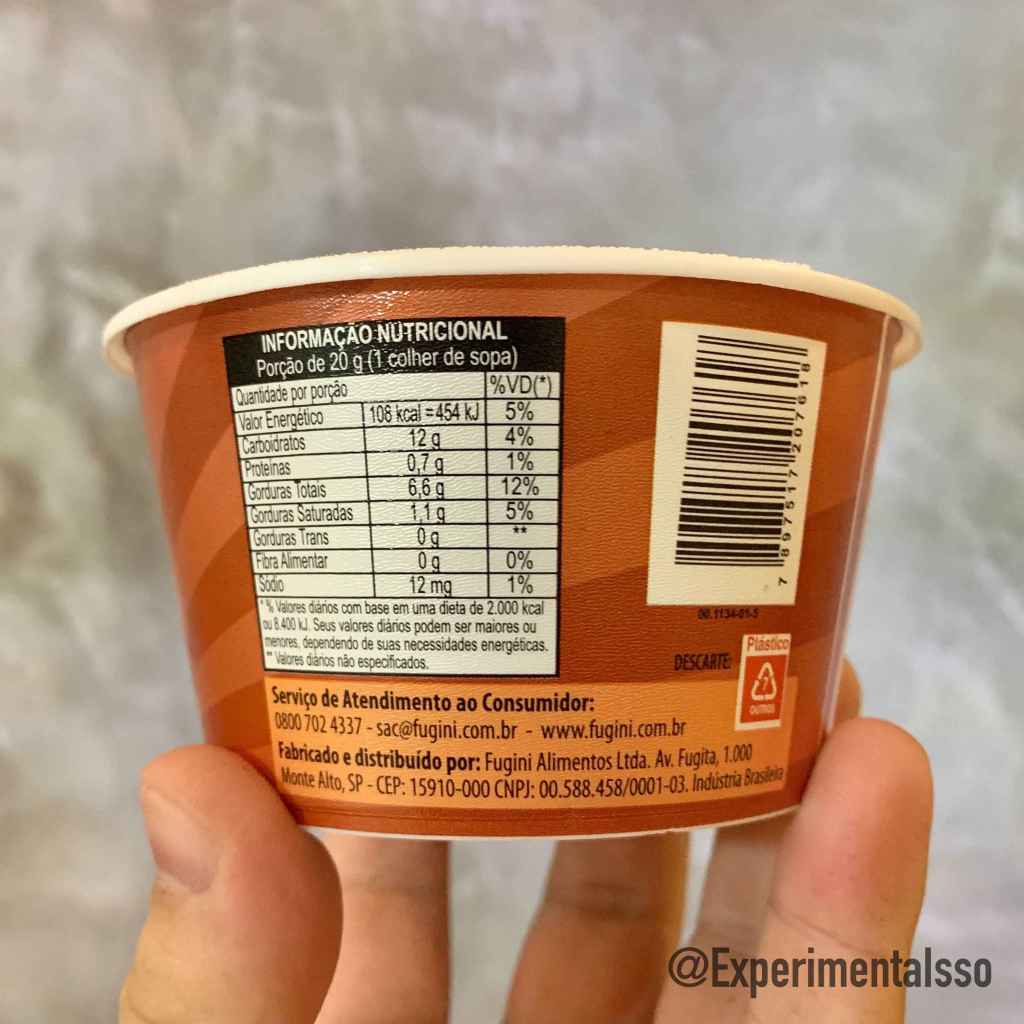 INFORMAÇÃO NUTRICIONAL
Porção de 20 g (1 colher de sopa)
Quantidade por porção %VD(*)
Valor Energético 108 kcal =454 kJ 5%
Carboidratos 12 g 4%
Proteínas 0,7 g 1%
Gorduras Totais 6,6 g 12%
Gorduras Saturadas 1,1 g 5%
Gorduras Trans 0 g **
Fibra Alimentar 0 g 0%
Sódio 12 mg 1%
* % Valores diários com base em uma dieta de 2.000 kcal
ou 8.400 kJ. Seus valores diários podem ser maiores ou
menores, dependendo de suas necessidades energéticas.
** Valores diários não especificados.
7 897517 207618
00.1134-01-5
DESCARTE:
Plástico
7
OUTROS
Serviço de Atendimento ao Consumidor:
0800 702 4337 - sac@fugini.com.br - www.fugini.com.br
Fabricado e distribuído por: Fugini Alimentos Ltda. Av. Fugita, 1.000
Monte Alto, SP - CEP: 15910-000 CNPJ: 00.588.458/0001-03. Indústria Brasileira
@ExperimentaIsso